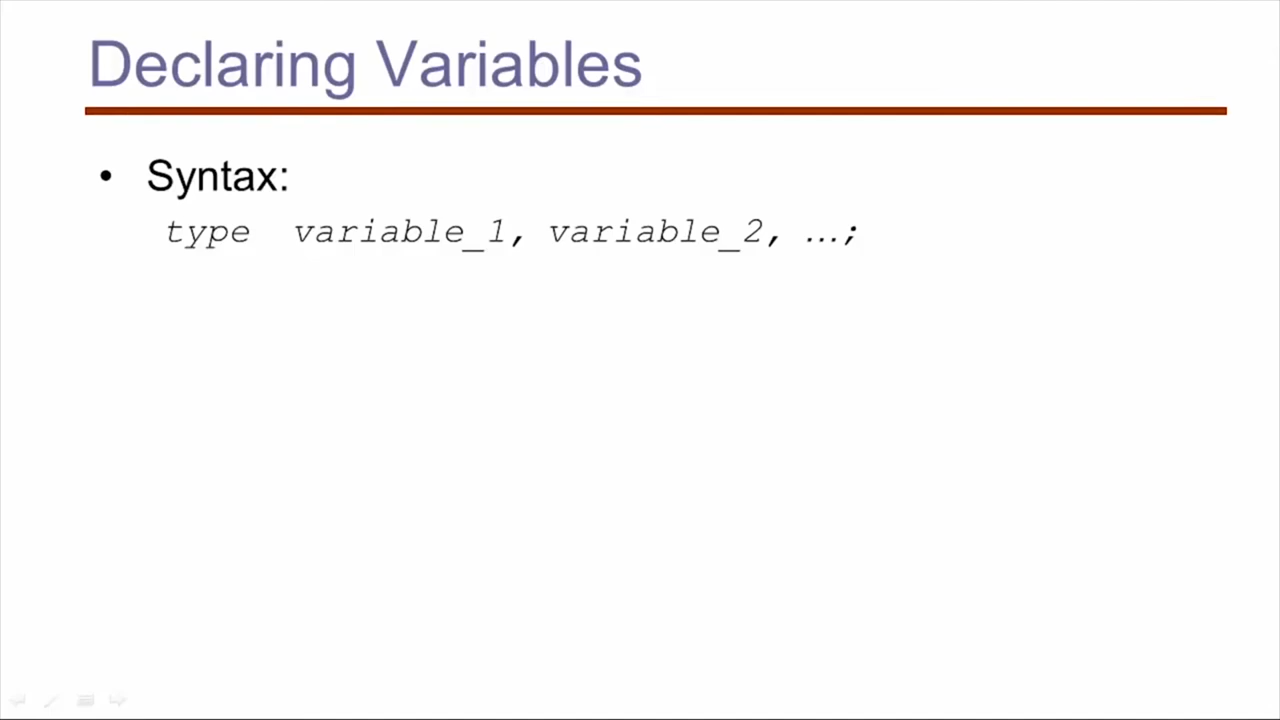 Declaring Variables
• Syntax:
type variable_1, variable_2, …;